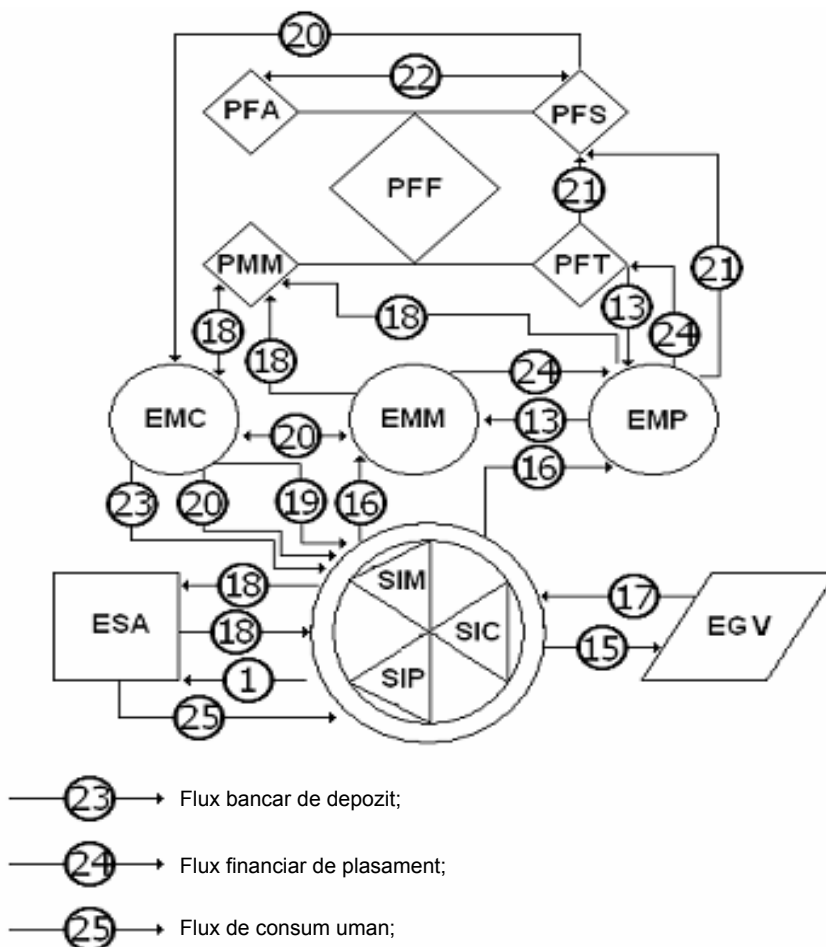 20
22
PFA
PFS
PFF
21
21
PMM
PFT
18
18
18
13
24
24
EMC
EMM
EMP
20
13
23
20
19
16
16
SIM
ESA
18
18
1
25
SIC
SIP
17
15
EGV
23 Flux bancar de depozit;
24 Flux financiar de plasament;
25 Flux de consum uman;